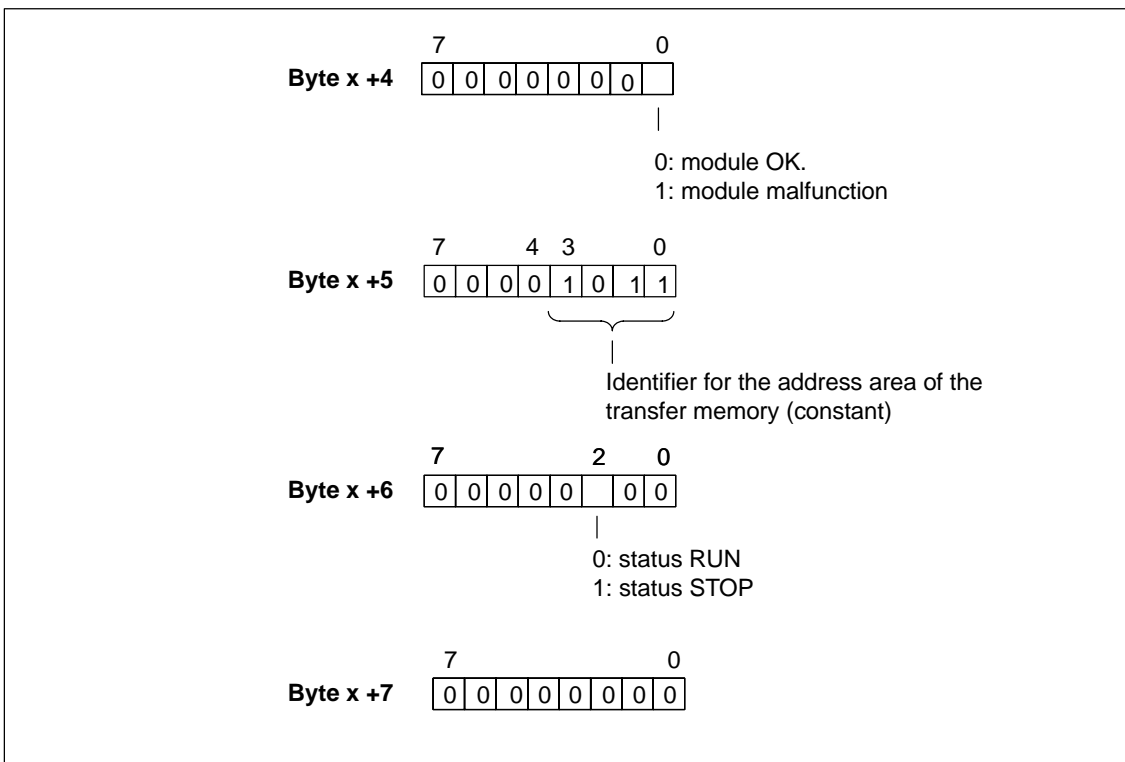 7 0
Byte x +4 0 0 0 0 0 0 0
0: module OK.
1: module malfunction
7 4 3 0
Byte x +5 0 0 0 0 1 0 1 1
Identifier for the address area of the
transfer memory (constant)
7 2 0
Byte x +6 0 0 0 0 0 0 0
0: status RUN
1: status STOP
7 0
Byte x +7 0 0 0 0 0 0 0 0